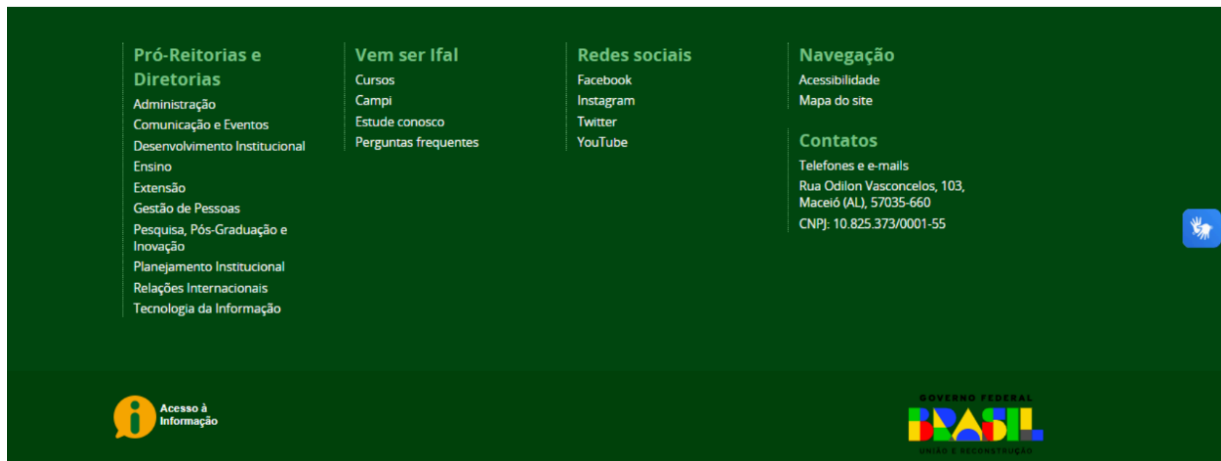 Pró-Reitorias e
Diretorias
Administração
Comunicação e Eventos
Desenvolvimento Institucional
Ensino
Extensão
Gestão de Pessoas
Pesquisa, Pós-Graduação e
Inovação
Planejamento Institucional
Relações Internacionais
Tecnologia da Informação
Vem ser Ifal
Cursos
Campi
Estude conosco
Perguntas frequentes
Redes sociais
Facebook
Instagram
Twitter
YouTube
Navegação
Acessibilidade
Mapa do site
Contatos
Telefones e e-mails
Rua Odilon Vasconcelos, 103,
Maceió (AL), 57035-660
CNPJ: 10.825.373/0001-55
Acesso à
Informação
GOVERNO FEDERAL
BRASIL
UNIÃO E RECONSTRUÇÃO